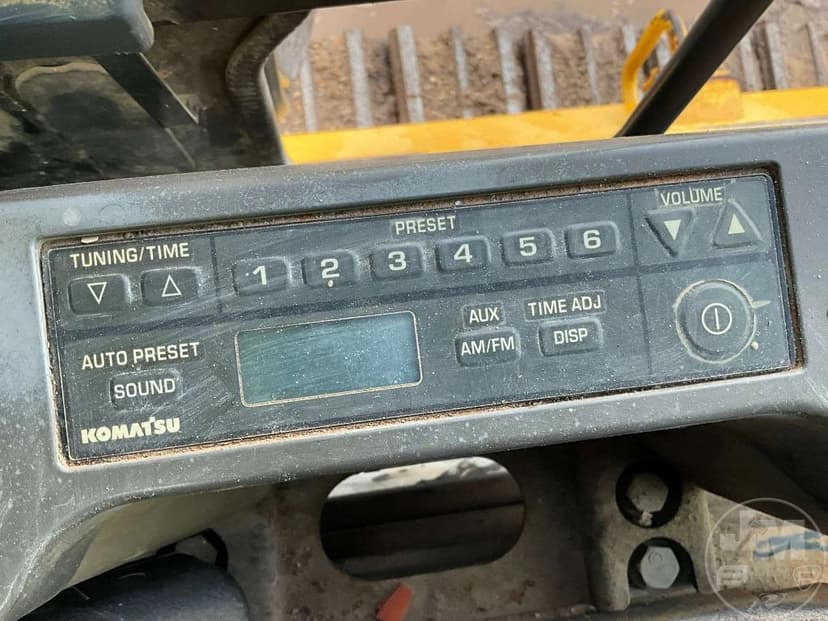 TUNING/TIME
PRESET
VOLUME
1 2 3 4 5 6
AUX
TIME ADJ
AUTO PRESET
AM/FM
DISP
SOUND
KOMATSU